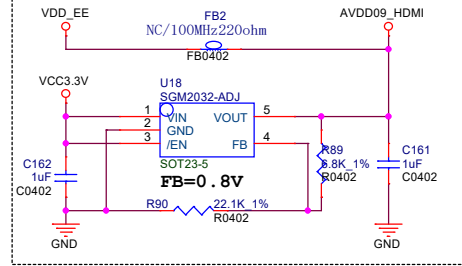 VDD_EE
FB2
AVDD09_HDMI
NC/100MHz220ohm
FB0402
VCC3.3V
U18
SGM2032-ADJ
1
VIN
VOUT
5
2
GND
3
/EN
FB
4
C162
1uF
C0402
SOT23-5
FB=0.8V
R89
6.8K_1%
R0402
C161
1uF
C0402
R90
22.1K_1%
R0402
GND
GND